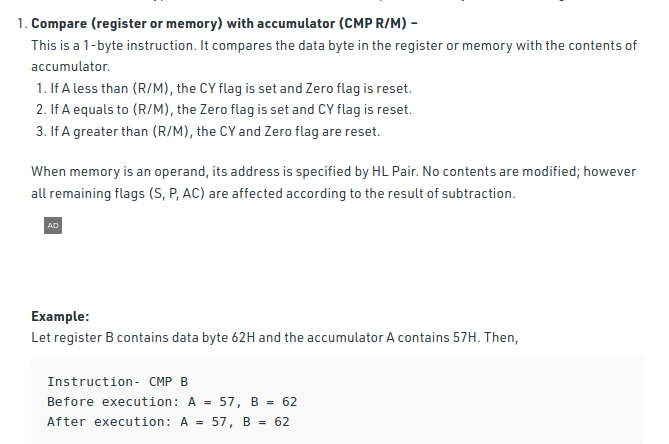 1. Compare (register or memory) with accumulator (CMP R/M) –
This is a 1-byte instruction. It compares the data byte in the register or memory with the contents of
accumulator.
1. If A less than (R/M), the CY flag is set and Zero flag is reset.
2. If A equals to (R/M), the Zero flag is set and CY flag is reset.
3. If A greater than (R/M), the CY and Zero flag are reset.
When memory is an operand, its address is specified by HL Pair. No contents are modified; however
all remaining flags (S, P, AC) are affected according to the result of subtraction.
AD
Example:
Let register B contains data byte 62H and the accumulator A contains 57H. Then,
Instruction- CMP B
Before execution: A = 57, B = 62
After execution: A = 57, B = 62